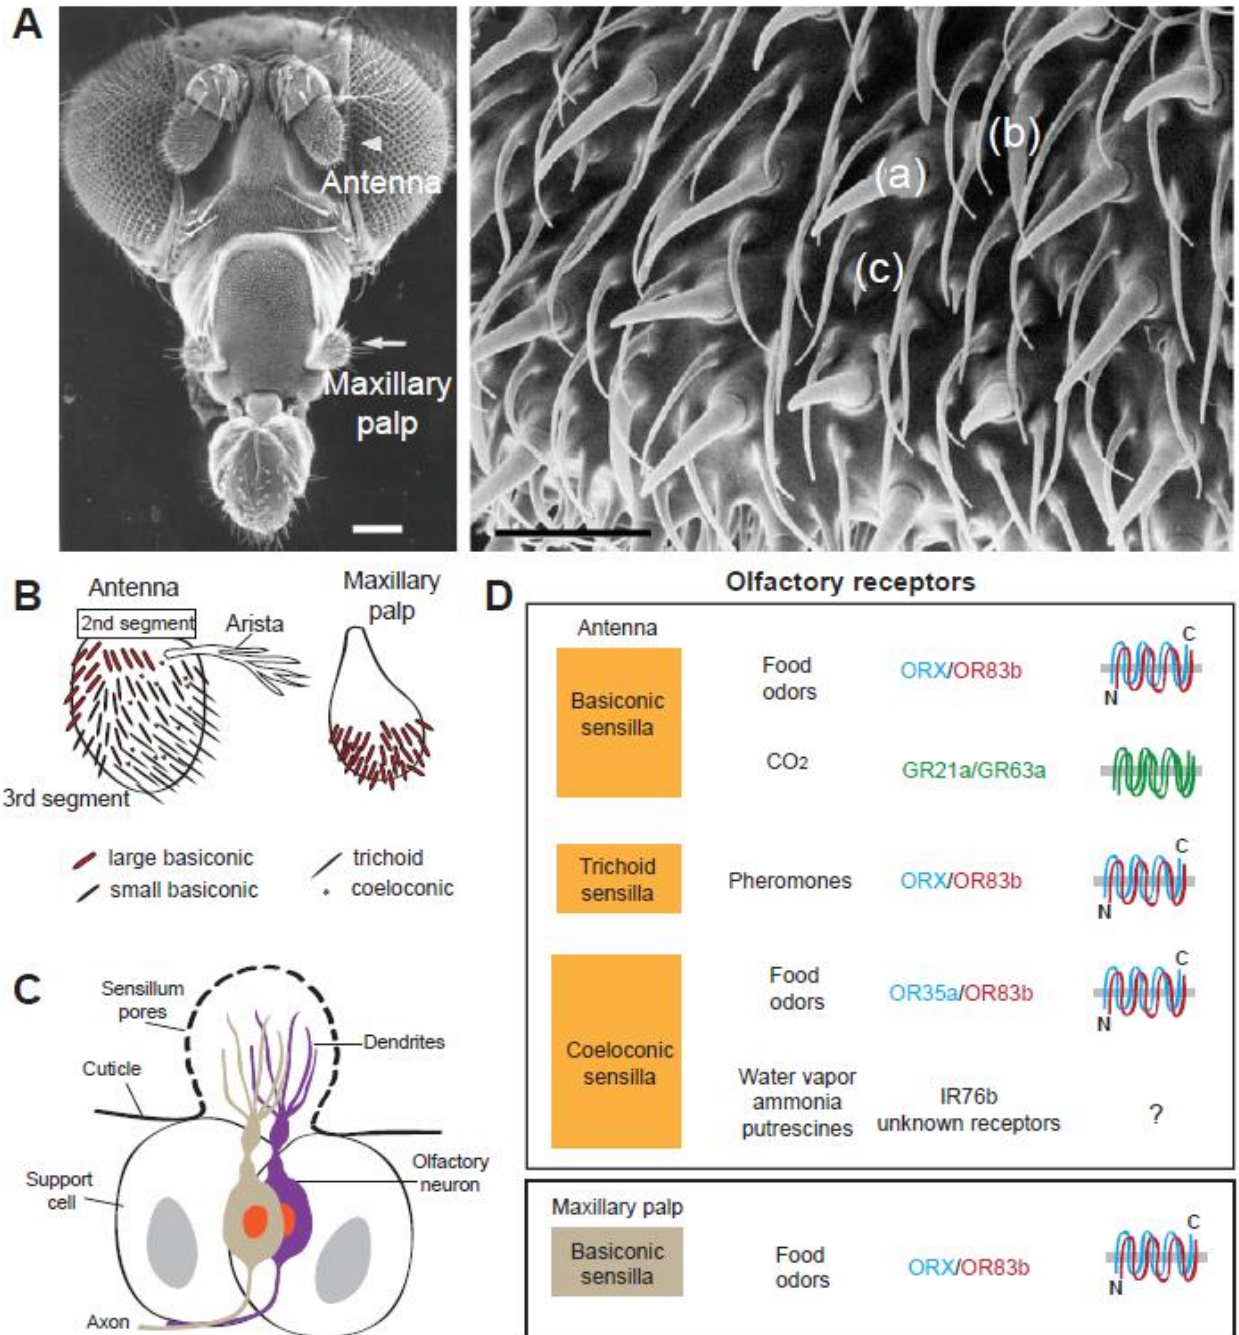 A
Antenna
Maxillary
palp
(a)
(b)
(c)
B
Antenna
2nd segment
Arista
Maxillary
palp
3rd segment
large basiconic
small basiconic
trichoid
coeloconic
C
Sensillum
pores
Cuticle
Dendrites
Support
cell
Olfactory
neuron
Axon
D
Olfactory receptors
Antenna
Basiconic
sensilla
Food
odors
ORX/OR83b
C
N
CO2
GR21a/GR63a
Trichoid
sensilla
Pheromones
ORX/OR83b
C
N
Coeloconic
sensilla
Food
odors
OR35a/OR83b
C
N
Water vapor
ammonia
putrescines
IR76b
unknown receptors
?
Maxillary palp
Basiconic
sensilla
Food
odors
ORX/OR83b
C
N